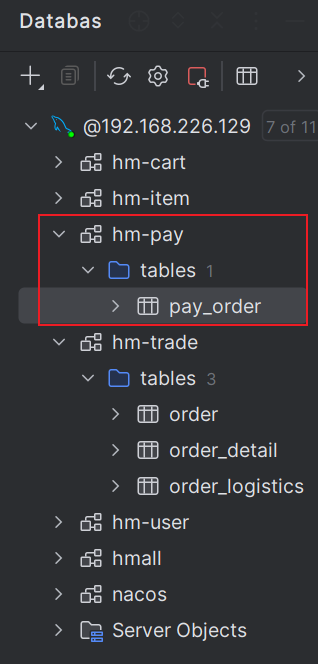 Databas
@192.168.226.129 7 of 11
hm-cart
hm-item
hm-pay
tables 1
pay_order
hm-trade
tables 3
order
order_detail
order_logistics
hm-user
hmall
nacos
Server Objects